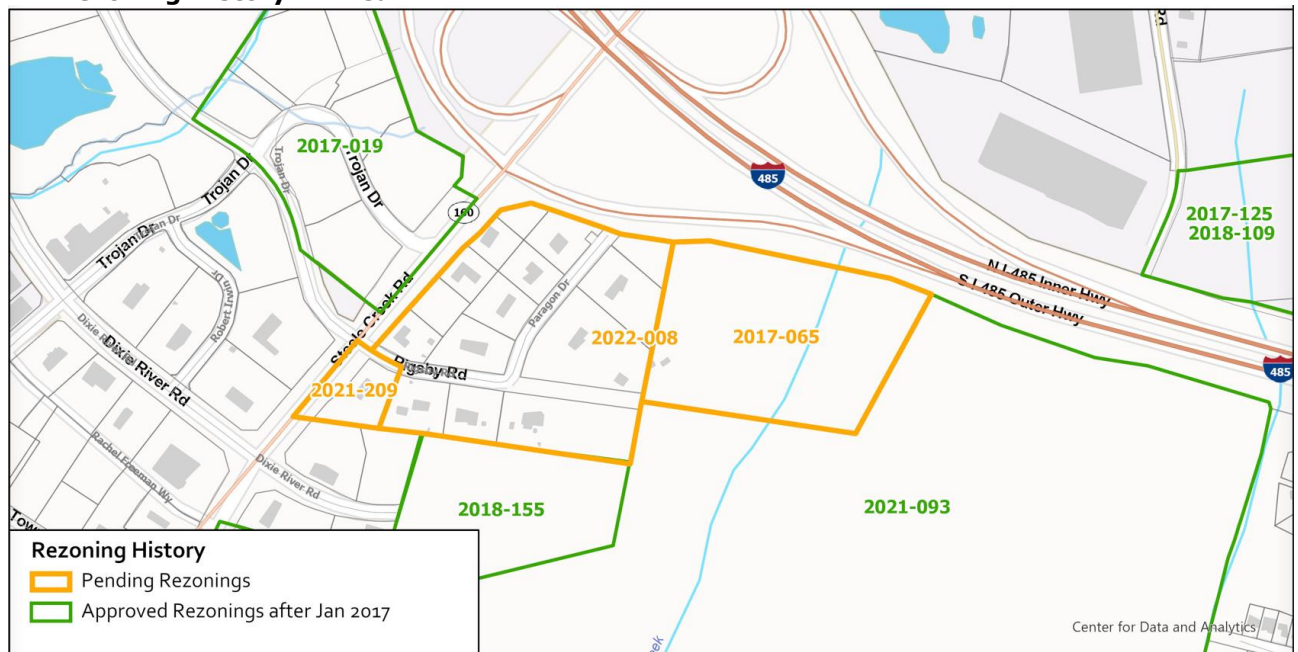 2017-019
Trojan Dr
Trojan Dr
Trojan Dr
Trojan Dr
Trojan Dr
160
485
2017-125
2018-109
N I-485 Inner Hwy
S I-485 Outer Hwy
Steele Creek Rd
Paragon Dr
Robert Irwin Dr
Dixie River Rd
2022-008
2017-065
Rigsby Rd
2021-209
485
Rachel Freeman Wy
Dixie River Rd
2018-155
2021-093
Rezoning History
Pending Rezonings
Approved Rezonings after Jan 2017
Center for Data and Analytics